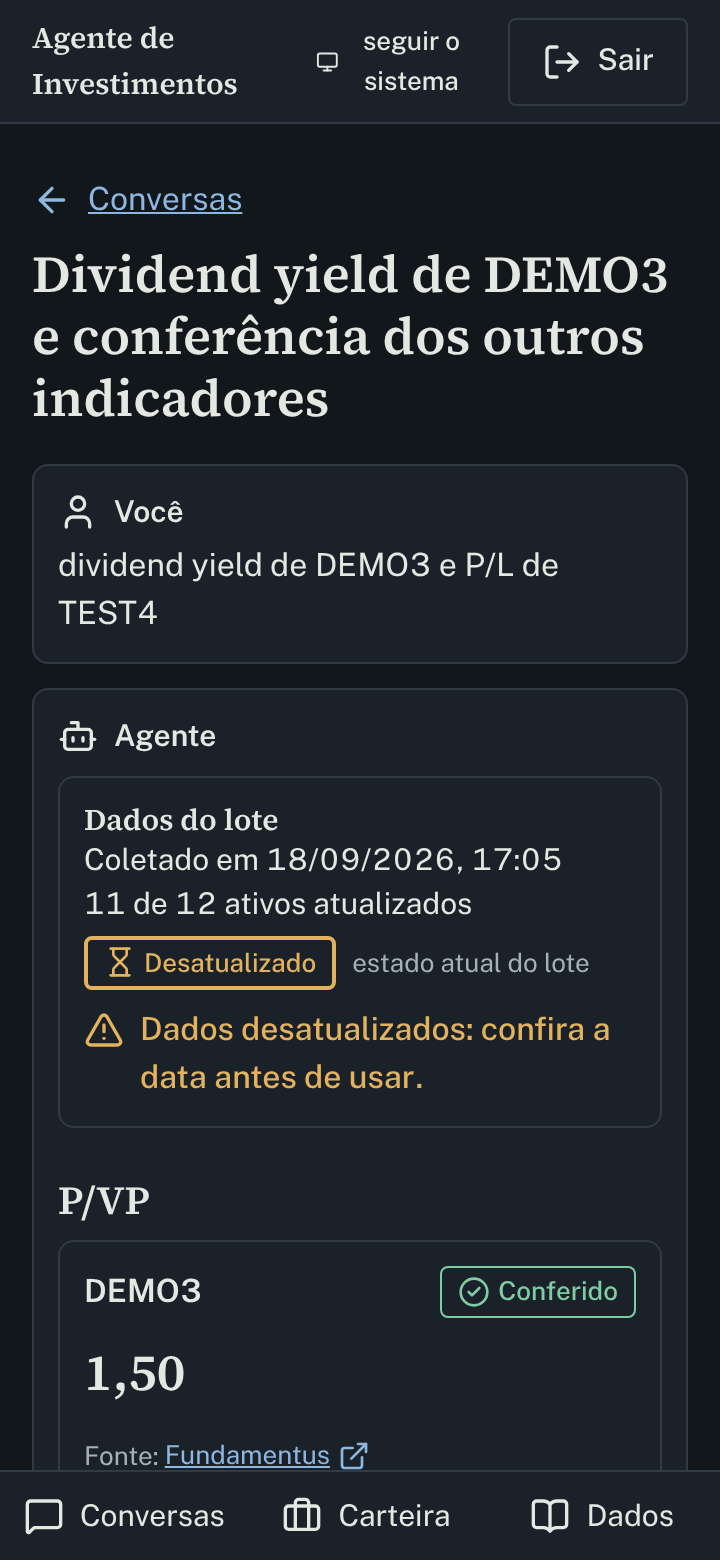 Agente de
Investimentos
seguir o
sistema
Sair
Conversas
Dividend yield de DEMO3
e conferência dos outros
indicadores
Você
dividend yield de DEMO3 e P/L de
TEST4
Agente
Dados do lote
Coletado em 18/09/2026, 17:05
11 de 12 ativos atualizados
Desatualizado estado atual do lote
Dados desatualizados: confira a
data antes de usar.
P/VP
DEMO3 Conferido
1,50
Fonte: Fundamentus
Conversas Carteira Dados